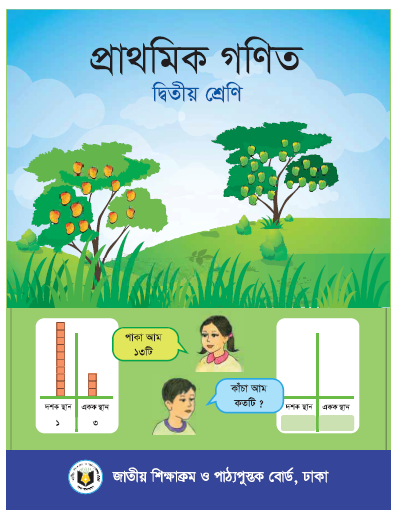 প্রাথমিক গণিত
দ্বিতীয় শ্রেণি
পাকা আম
১৩টি
কাঁচা আম
কতটি ?
দশক স্থান একক স্থান
১ ৩
দশক স্থান একক স্থান
জাতীয় শিক্ষাক্রম ও পাঠ্যপুস্তক বোর্ড, ঢাকা